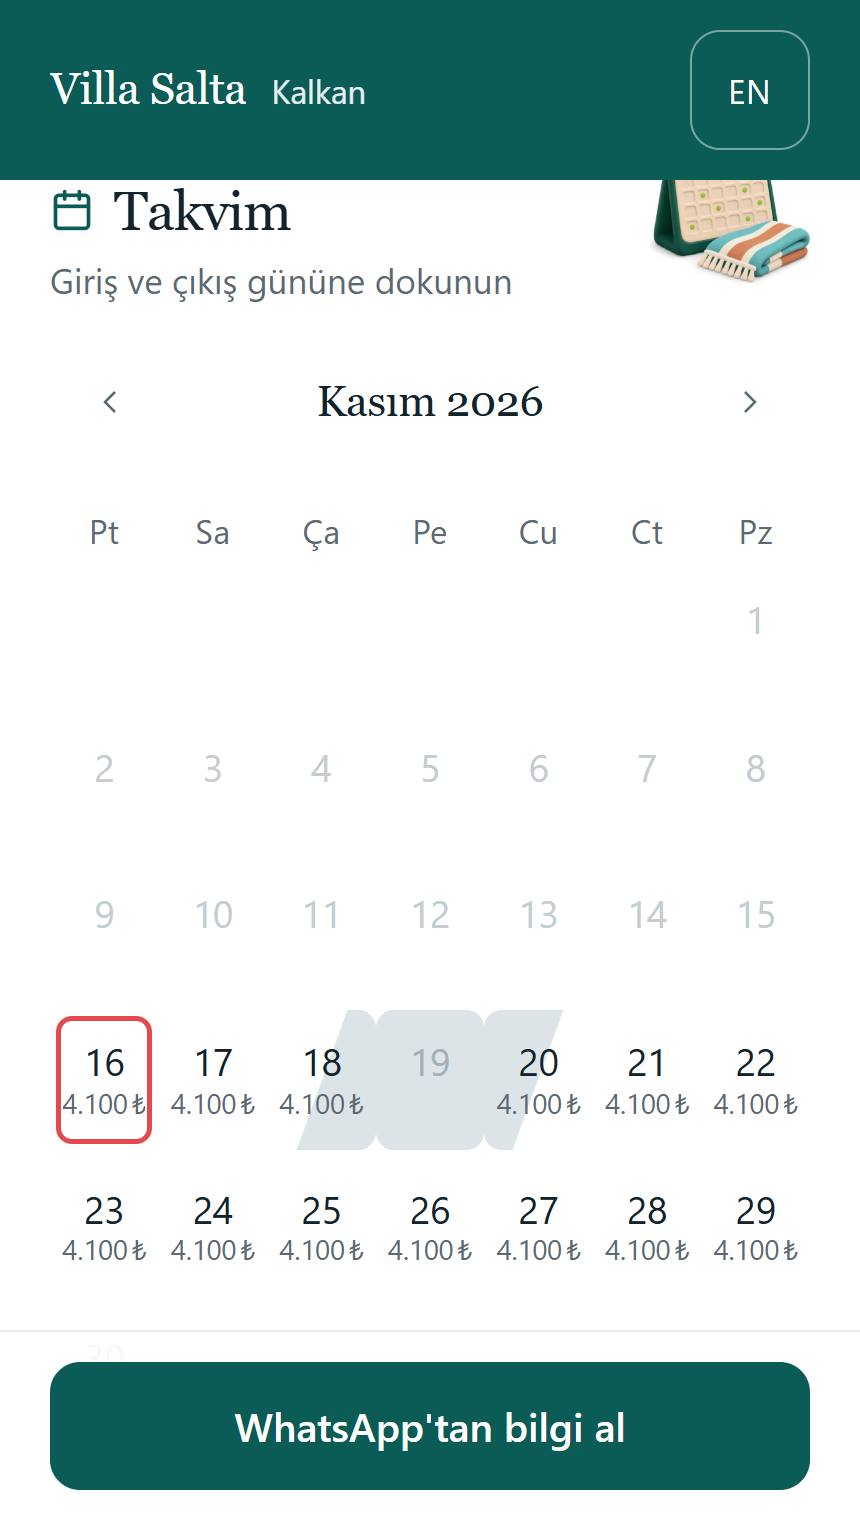 Villa Salta Kalkan EN
Takvim
Giriş ve çıkış gününe dokunun
Kasım 2026
Pt Sa Ça Pe Cu Ct Pz
1
2 3 4 5 6 7 8
9 10 11 12 13 14 15
16 17 18 19 20 21 22
4.100 ₺ 4.100 ₺ 4.100 ₺ 4.100 ₺ 4.100 ₺ 4.100 ₺
23 24 25 26 27 28 29
4.100 ₺ 4.100 ₺ 4.100 ₺ 4.100 ₺ 4.100 ₺ 4.100 ₺ 4.100 ₺
30
WhatsApp'tan bilgi al